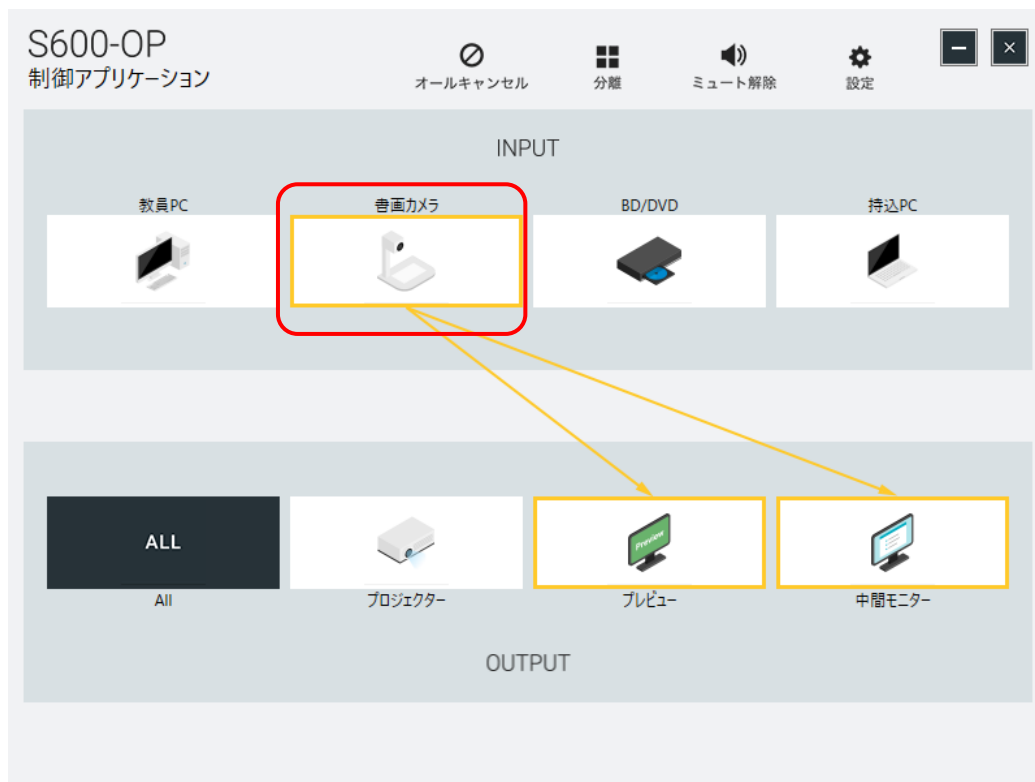 S600-OP
制御アプリケーション
オールキャンセル
分離
ミュート解除
設定
INPUT
教員PC
書画カメラ
BD/DVD
持込PC
ALL
Preview
All
プロジェクター
プレビュー
中間モニター
OUTPUT